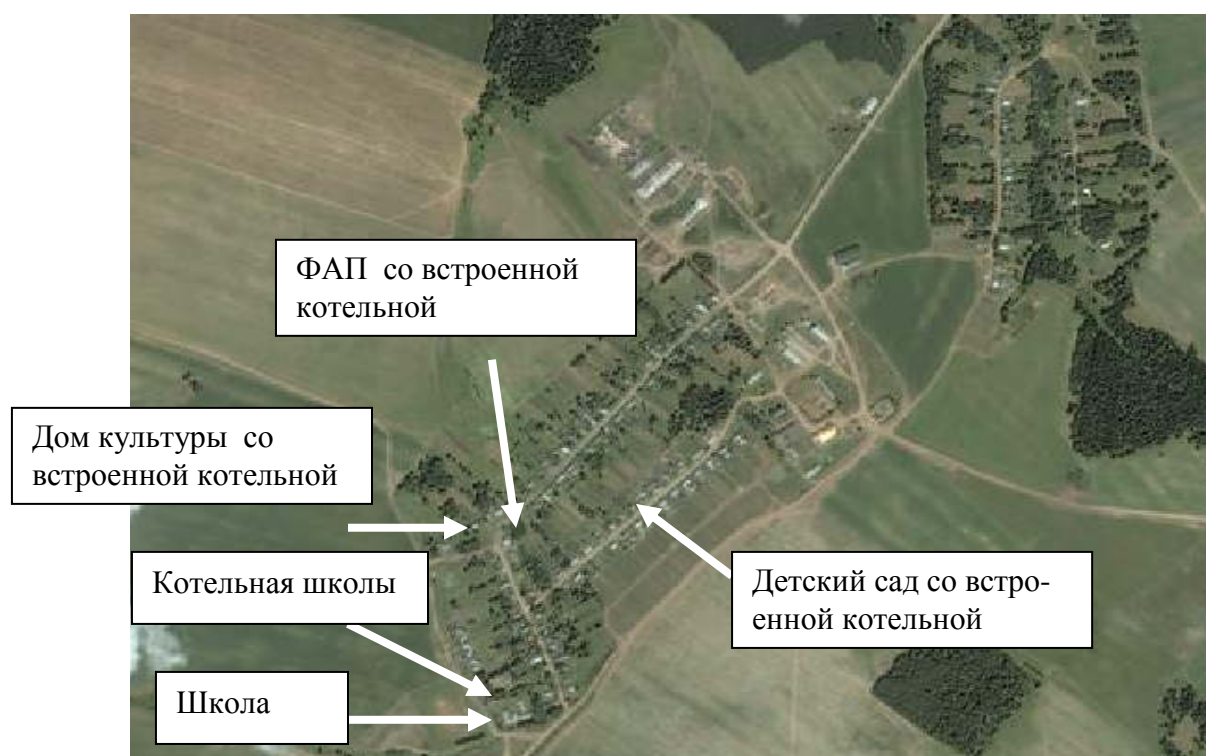 ФАП со встроенной
котельной
Дом культуры со
встроенной котельной
Котельная школы
Детский сад со встро-
енной котельной
Школа